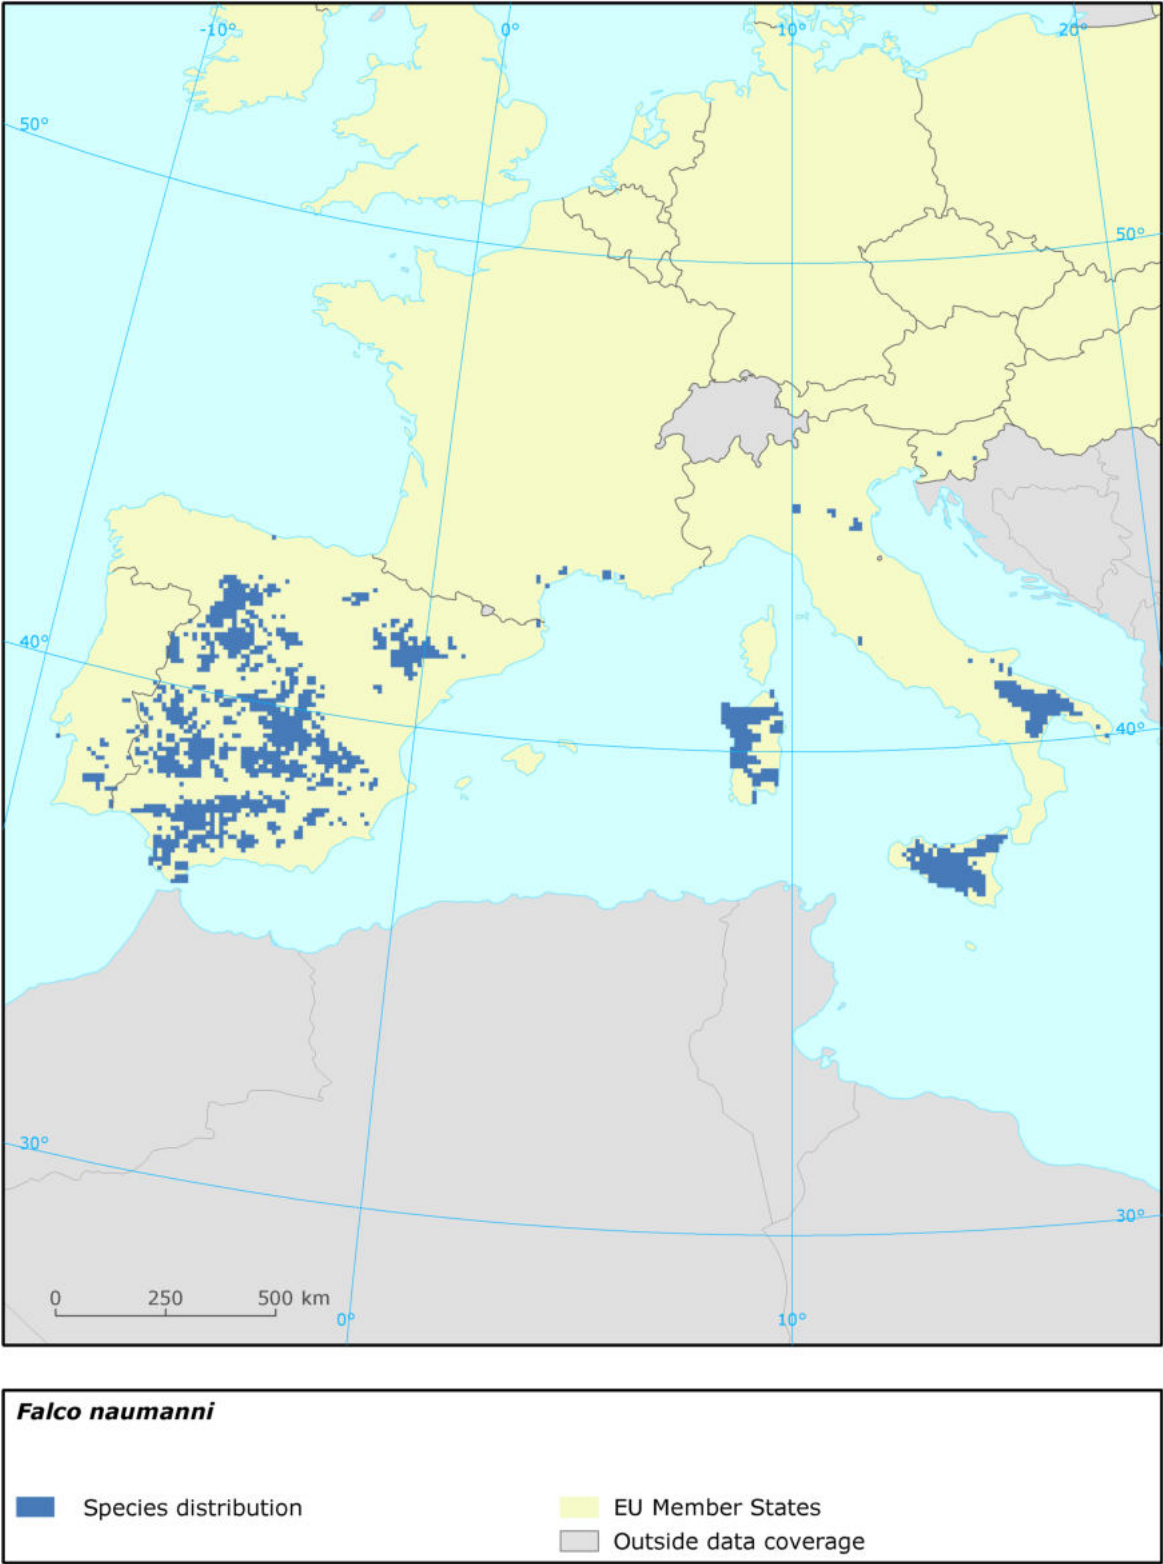 -10° 0° 10° 20°
50°
50°
40°
40°
30°
30°
0 250 500 km
0° 10°
Falco naumanni
Species distribution EU Member States
Outside data coverage